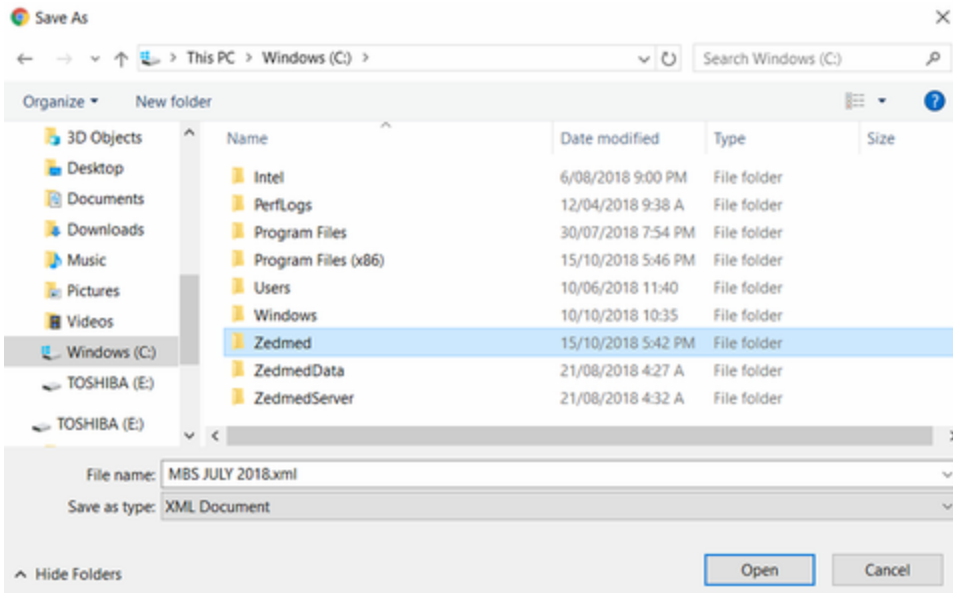 Save As
This PC > Windows (C:) >
Search Windows (C:)
Organize
New folder
3D Objects
Desktop
Documents
Downloads
Music
Pictures
Videos
Windows (C:)
TOSHIBA (E:)
TOSHIBA (E:)
Name Date modified Type Size
Intel 6/08/2018 9:00 PM File folder
PerfLogs 12/04/2018 9:38 A File folder
Program Files 30/07/2018 7:54 PM File folder
Program Files (x86) 15/10/2018 5:46 PM File folder
Users 10/06/2018 11:40 File folder
Windows 10/10/2018 10:35 File folder
Zedmed 15/10/2018 5:42 PM File folder
ZedmedData 21/08/2018 4:27 A File folder
ZedmedServer 21/08/2018 4:32 A File folder
File name: MBS JULY 2018.xml
Save as type: XML Document
Hide Folders
Open
Cancel